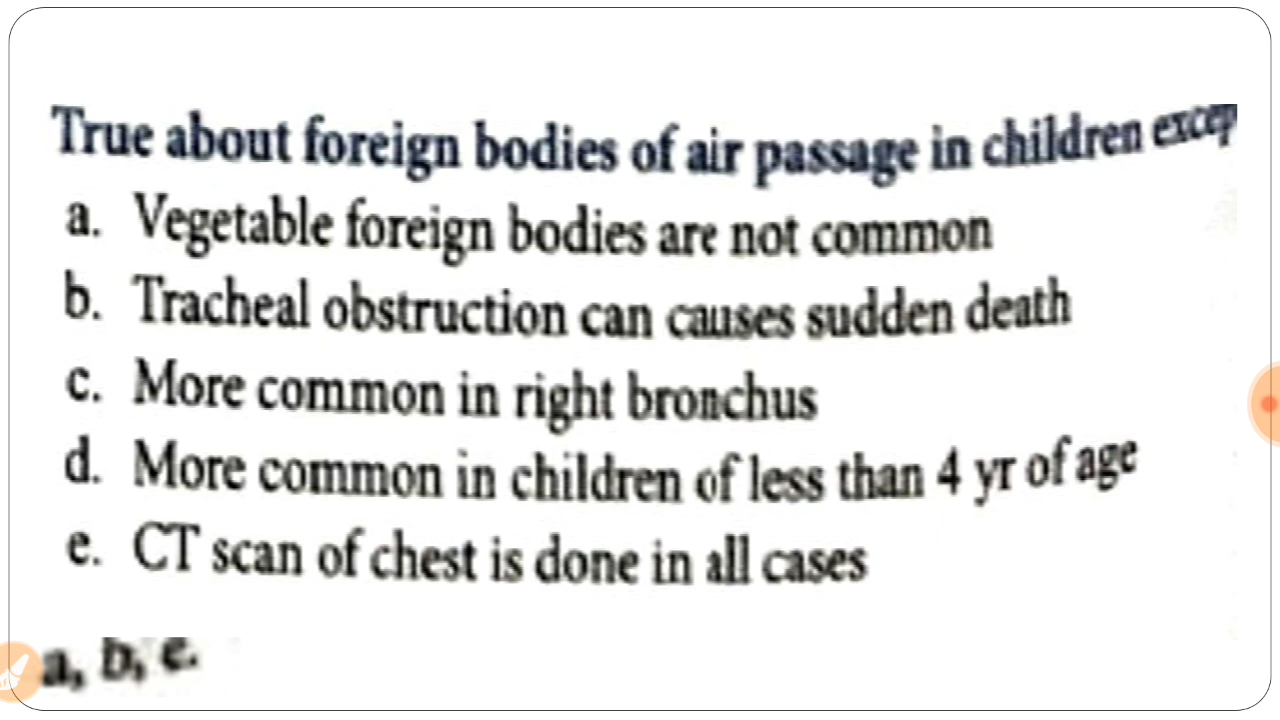 True about foreign bodies of air passage in children excep
a. Vegetable foreign bodies are not common
b. Tracheal obstruction can causes sudden death
c. More common in right bronchus
d. More common in children of less than 4 yr of age
e. CT scan of chest is done in all cases
a, b, e.